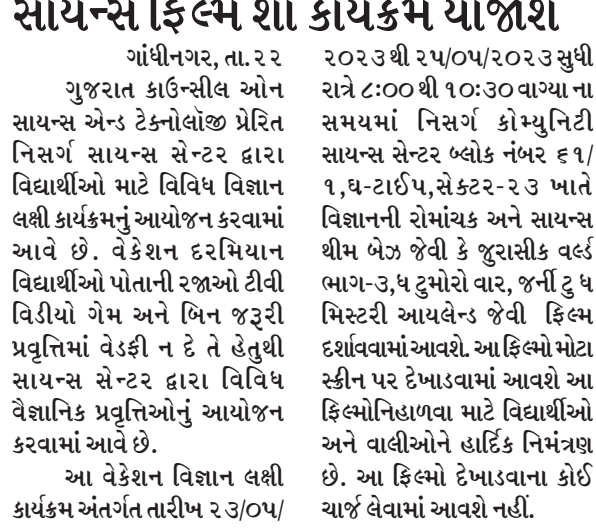 સાયન્સ ફિલ્મ શો કાર્યક્રમ યોજાશે
ગાંધીનગર, તા.૨૨
ગુજરાત કાઉન્સીલ ઓન
સાયન્સ એન્ડ ટેક્નોલૉજી પ્રેરિત
નિસર્ગ સાયન્સ સેન્ટર દ્વારા
વિદ્યાર્થીઓ માટે વિવિધ વિજ્ઞાન
લક્ષી કાર્યક્રમનું આયોજન કરવામાં
આવે છે. વેકેશન દરમિયાન
વિદ્યાર્થીઓ પોતાની રજાઓ ટીવી
વિડીયો ગેમ અને બિન જરૂરી
પ્રવૃત્તિમાં વેડફી ન દે તે હેતુથી
સાયન્સ સેન્ટર દ્વારા વિવિધ
વૈજ્ઞાનિક પ્રવૃત્તિઓનું આયોજન
કરવામાં આવે છે.
આ વેકેશન વિજ્ઞાન લક્ષી
કાર્યક્રમ અંતર્ગત તારીખ ૨૩/૦૫/
૨૦૨૩થી ૨૫/૦૫/૨૦૨૩ સુધી
રાત્રે ૮:૦૦ થી ૧૦:૩૦ વાગ્યા ના
સમયમાં નિસર્ગ કોમ્યુનિટી
સાયન્સ સેન્ટર બ્લોક નંબર ૬૧/
૧,ઘ-ટાઈપ,સેક્ટર-૨૩ ખાતે
વિજ્ઞાનની રોમાંચક અને સાયન્સ
થીમ બેઝ જેવી કે જુરાસીક વર્લ્ડ
ભાગ-૩,ધ ટુમોરો વાર, જર્ની ટુ ધ
મિસ્ટરી આયલેન્ડ જેવી ફિલ્મ
દર્શાવવામાં આવશે. આ ફિલ્મો મોટા
સ્ક્રીન પર દેખાડવામાં આવશે આ
ફિલ્મોનિહાળવા માટે વિદ્યાર્થીઓ
અને વાલીઓને હાર્દિક નિમંત્રણ
છે. આ ફિલ્મો દેખાડવાના કોઈ
ચાર્જ લેવામાં આવશે નહીં.